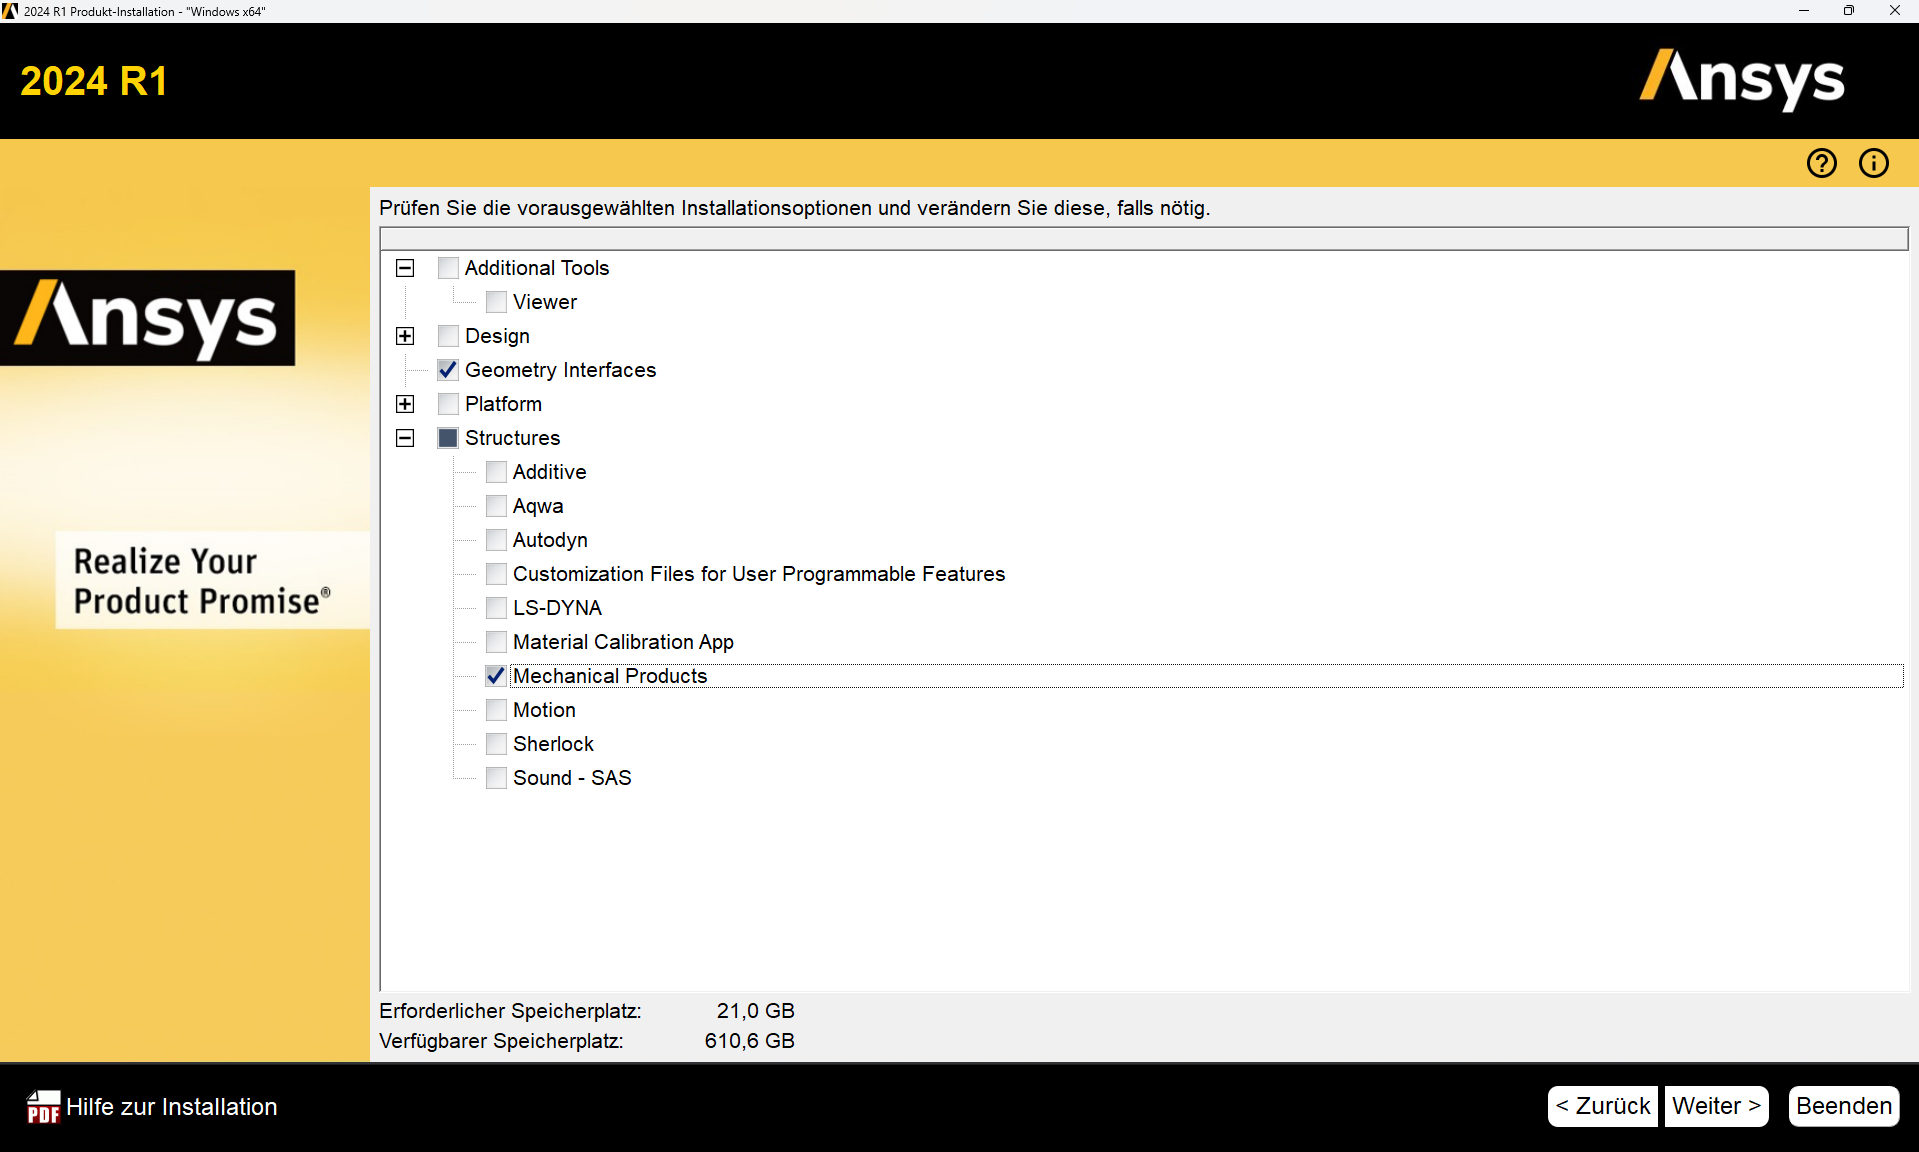 2024 R1 Produkt-Installation - "Windows x64"
2024 R1
Ansys
Prüfen Sie die vorausgewählten Installationsoptionen und verändern Sie diese, falls nötig.
Additional Tools
Viewer
Design
Geometry Interfaces
Platform
Structures
Additive
Aqwa
Autodyn
Customization Files for User Programmable Features
LS-DYNA
Material Calibration App
Mechanical Products
Motion
Sherlock
Sound - SAS
Ansys
Realize Your
Product Promise®
Erforderlicher Speicherplatz: 21,0 GB
Verfügbarer Speicherplatz: 610,6 GB
PDF Hilfe zur Installation
< Zurück Weiter > Beenden